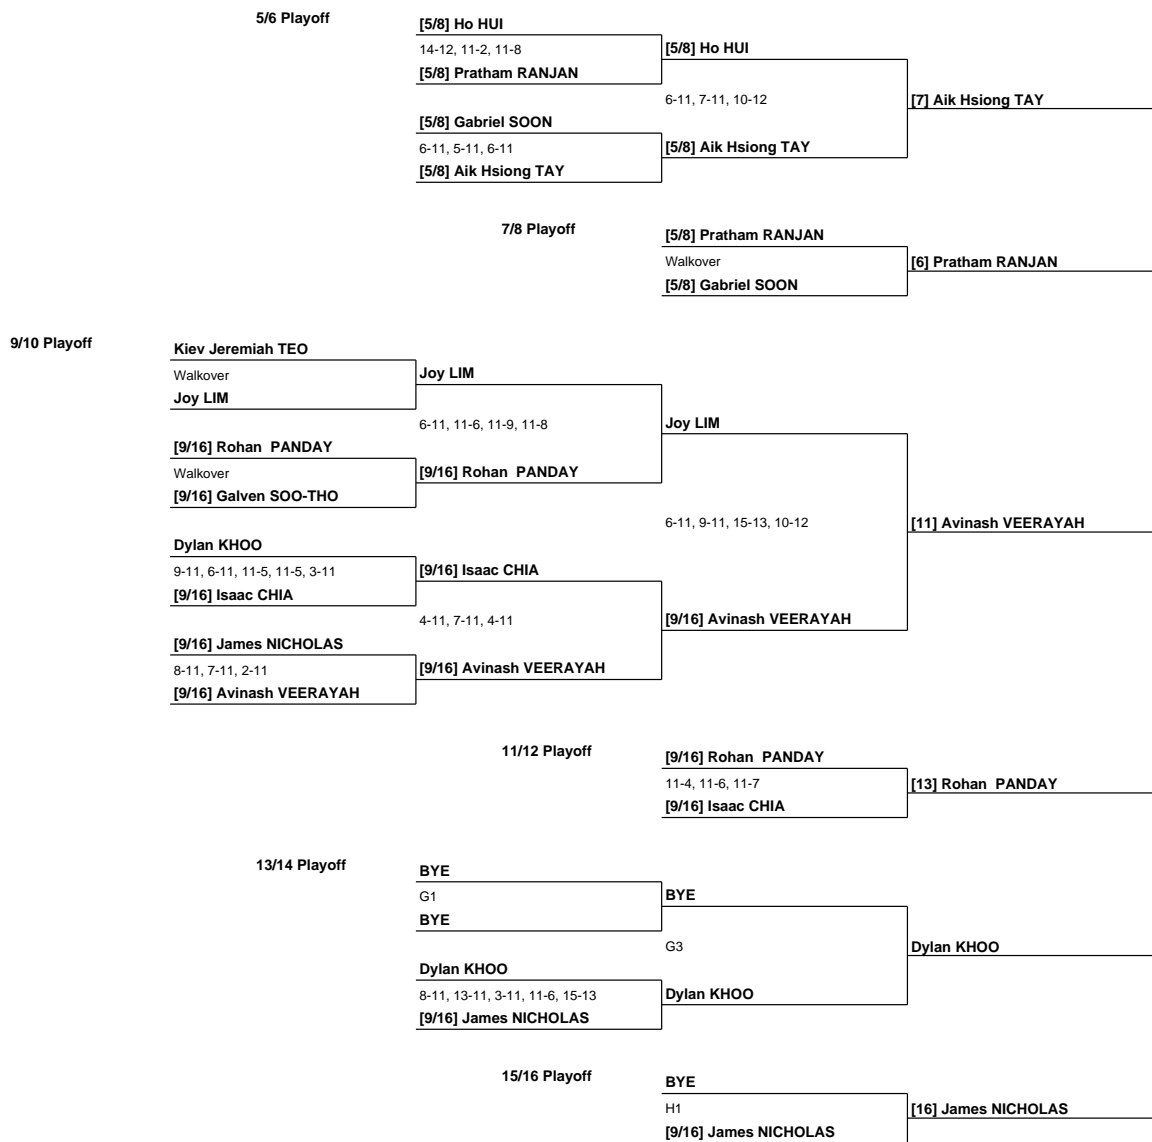 5/6 Playoff
[5/8] Ho HUI
14-12, 11-2, 11-8
[5/8] Pratham RANJAN
[5/8] Ho HUI
6-11, 7-11, 10-12
[7] Aik Hsiong TAY
[5/8] Gabriel SOON
6-11, 5-11, 6-11
[5/8] Aik Hsiong TAY
[5/8] Aik Hsiong TAY
7/8 Playoff
[5/8] Pratham RANJAN
Walkover
[5/8] Gabriel SOON
[6] Pratham RANJAN
9/10 Playoff
Kiev Jeremiah TEO
Walkover
Joy LIM
Joy LIM
6-11, 11-6, 11-9, 11-8
Joy LIM
[9/16] Rohan  PANDAY
Walkover
[9/16] Galven SOO-THO
[9/16] Rohan  PANDAY
6-11, 9-11, 15-13, 10-12
[11] Avinash VEERAYAH
Dylan KHOO
9-11, 6-11, 11-5, 11-5, 3-11
[9/16] Isaac CHIA
[9/16] Isaac CHIA
4-11, 7-11, 4-11
[9/16] Avinash VEERAYAH
[9/16] James NICHOLAS
8-11, 7-11, 2-11
[9/16] Avinash VEERAYAH
[9/16] Avinash VEERAYAH
11/12 Playoff
[9/16] Rohan  PANDAY
11-4, 11-6, 11-7
[9/16] Isaac CHIA
[13] Rohan  PANDAY
13/14 Playoff
BYE
G1
BYE
BYE
G3
Dylan KHOO
Dylan KHOO
8-11, 13-11, 3-11, 11-6, 15-13
[9/16] James NICHOLAS
Dylan KHOO
15/16 Playoff
BYE
H1
[9/16] James NICHOLAS
[16] James NICHOLAS